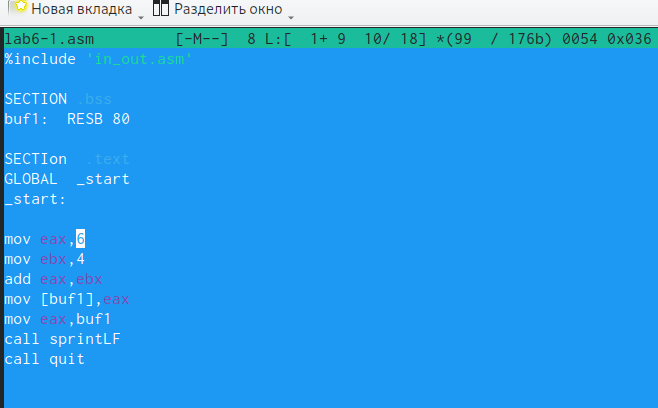 Новая вкладка Разделить окно
lab6-1.asm [-M--] 8 L:[ 1+ 9 10/ 18] *(99 / 176b) 0054 0x036
%include 'in_out.asm'
SECTION .bss
buf1: RESB 80
SECTIon .text
GLOBAL _start
_start:
mov eax,6
mov ebx,4
add eax,ebx
mov [buf1],eax
mov eax,buf1
call sprintLF
call quit